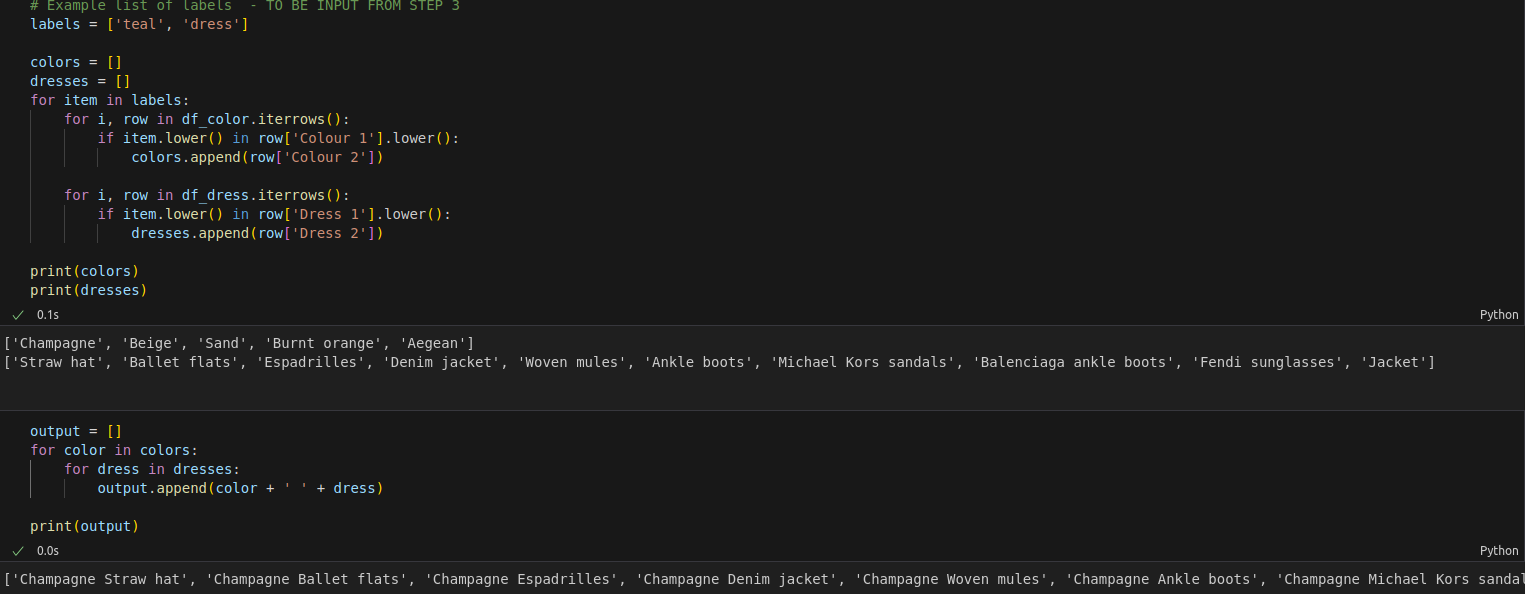 # Example list of labels  - TO BE INPUT FROM STEP 3
labels = ['teal', 'dress']
colors = []
dresses = []
for item in labels:
    for i, row in df_color.iterrows():
        if item.lower() in row['Colour 1'].lower():
            colors.append(row['Colour 2'])
    for i, row in df_dress.iterrows():
        if item.lower() in row['Dress 1'].lower():
            dresses.append(row['Dress 2'])
print(colors)
print(dresses)
0.1s Python
['Champagne', 'Beige', 'Sand', 'Burnt orange', 'Aegean']
['Straw hat', 'Ballet flats', 'Espadrilles', 'Denim jacket', 'Woven mules', 'Ankle boots', 'Michael Kors sandals', 'Balenciaga ankle boots', 'Fendi sunglasses', 'Jacket']
output = []
for color in colors:
    for dress in dresses:
        output.append(color + ' ' + dress)
print(output)
0.0s Python
['Champagne Straw hat', 'Champagne Ballet flats', 'Champagne Espadrilles', 'Champagne Denim jacket', 'Champagne Woven mules', 'Champagne Ankle boots', 'Champagne Michael Kors sandal